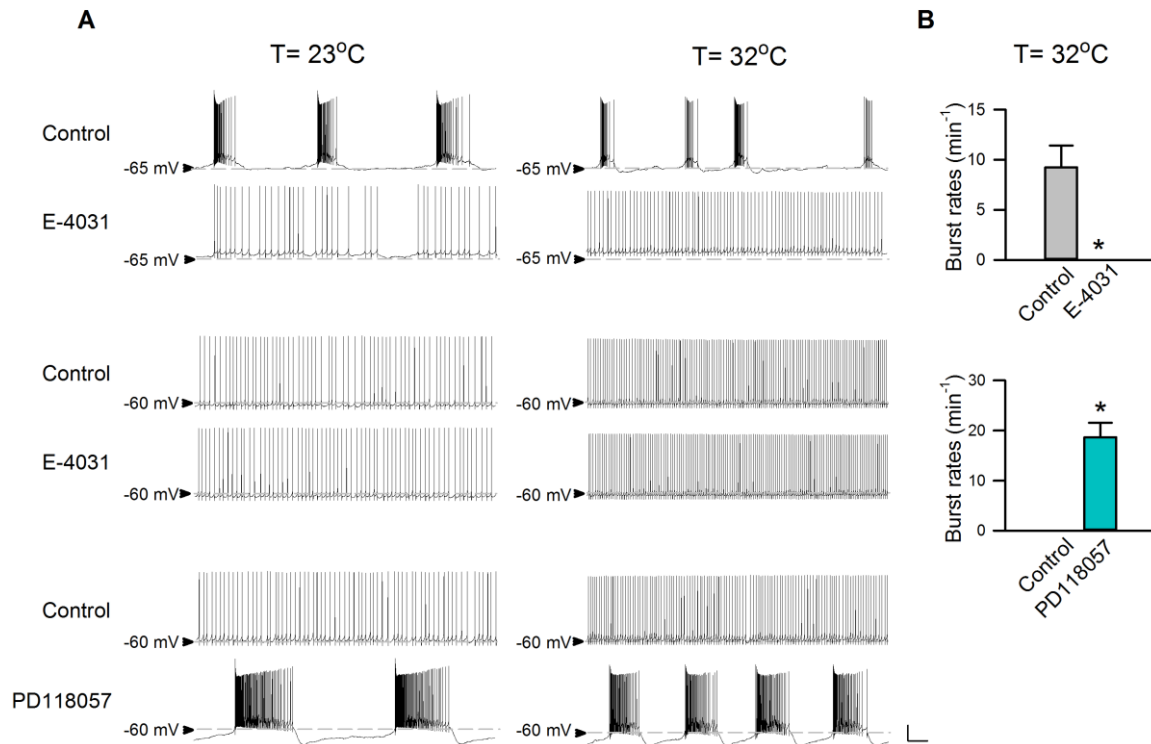 A
B
T= 23°C
T= 32°C
T= 32°C
Control
-65 mV
-65 mV
E-4031
-65 mV
-65 mV
Control
-60 mV
-60 mV
E-4031
-60 mV
-60 mV
Control
-60 mV
-60 mV
PD118057
-60 mV
-60 mV
Burst rates (min⁻¹)
15
10
5
0
*
Control
E-4031
Burst rates (min⁻¹)
30
20
10
0
*
Control
PD118057